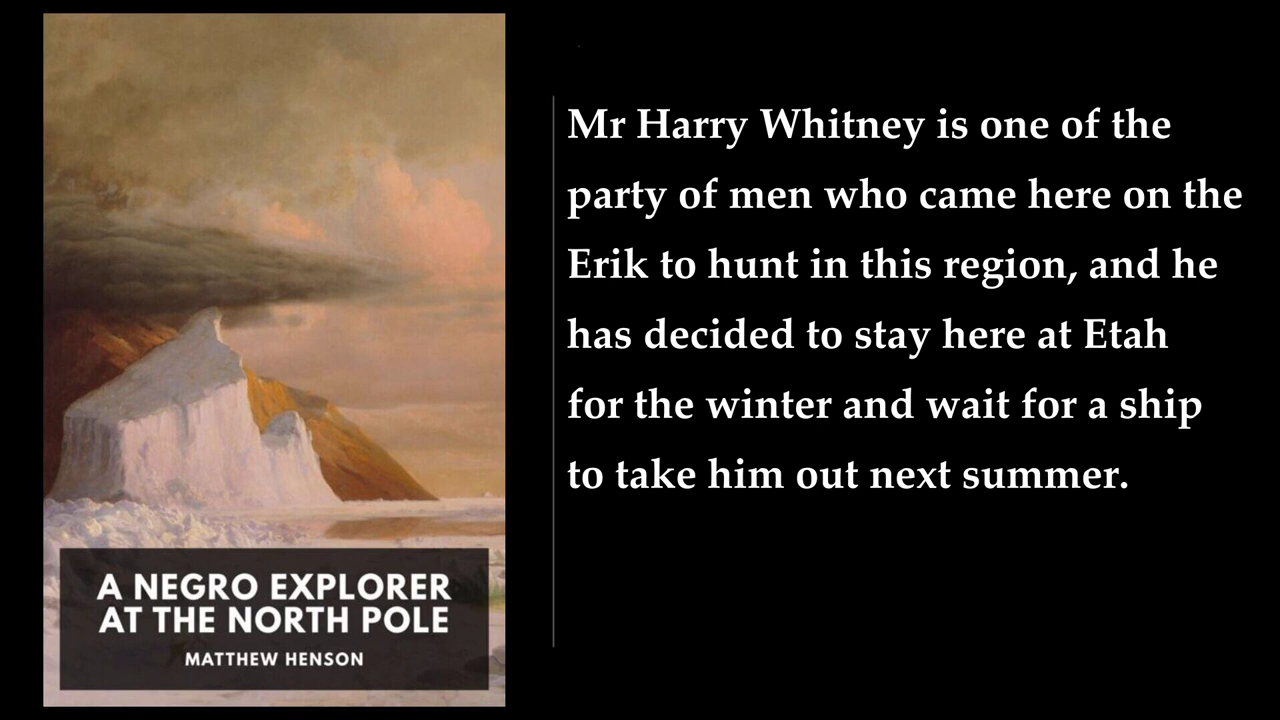 Mr Harry Whitney is one of the
party of men who came here on the
Erik to hunt in this region, and he
has decided to stay here at Etah
for the winter and wait for a ship
to take him out next summer.
A NEGRO EXPLORER
AT THE NORTH POLE
MATTHEW HENSON